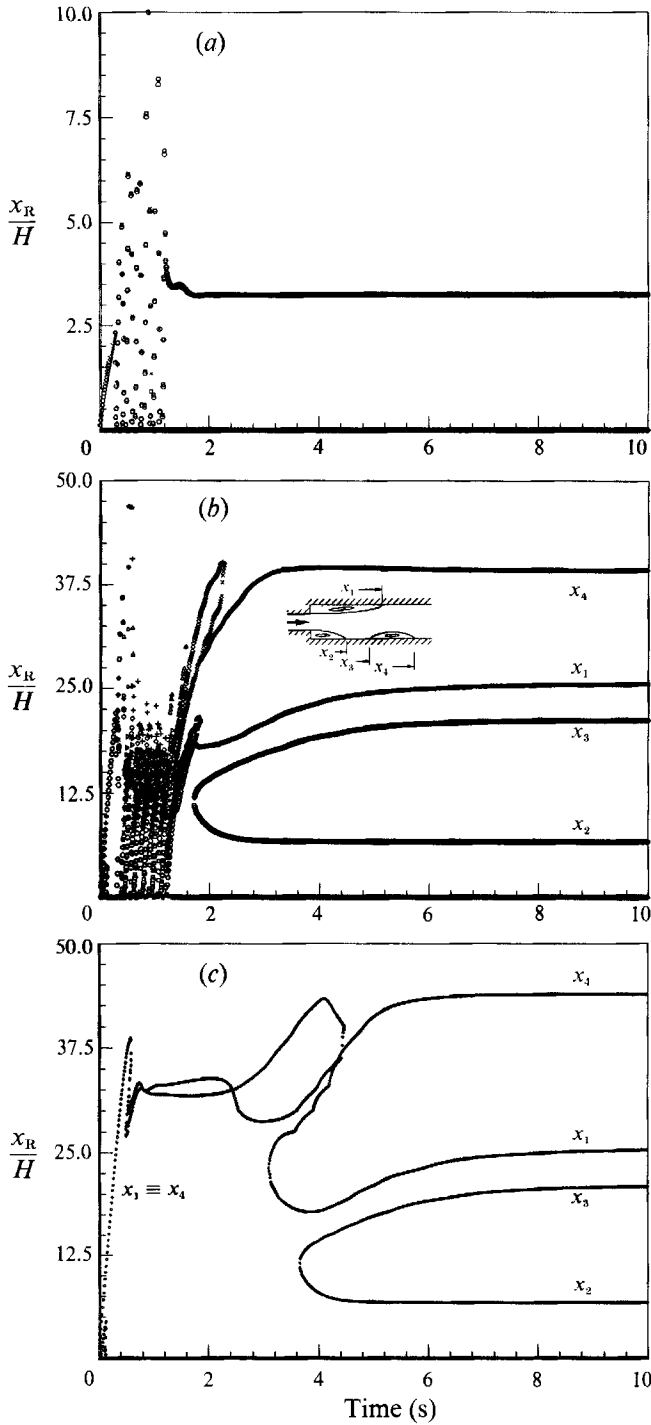 10.0
(a)
7.5
x_R
H
5.0
2.5
0 2 4 6 8 10
50.0
(b)
37.5
x_1
x_4
x_R
H
x_2
x_3
x_4
25.0
x_1
x_3
12.5
x_2
0 2 4 6 8 10
50.0
(c)
x_4
37.5
x_R
H
25.0
x_1
x_1 ≡ x_4
x_3
12.5
x_2
0 2 4 6 8 10
Time (s)